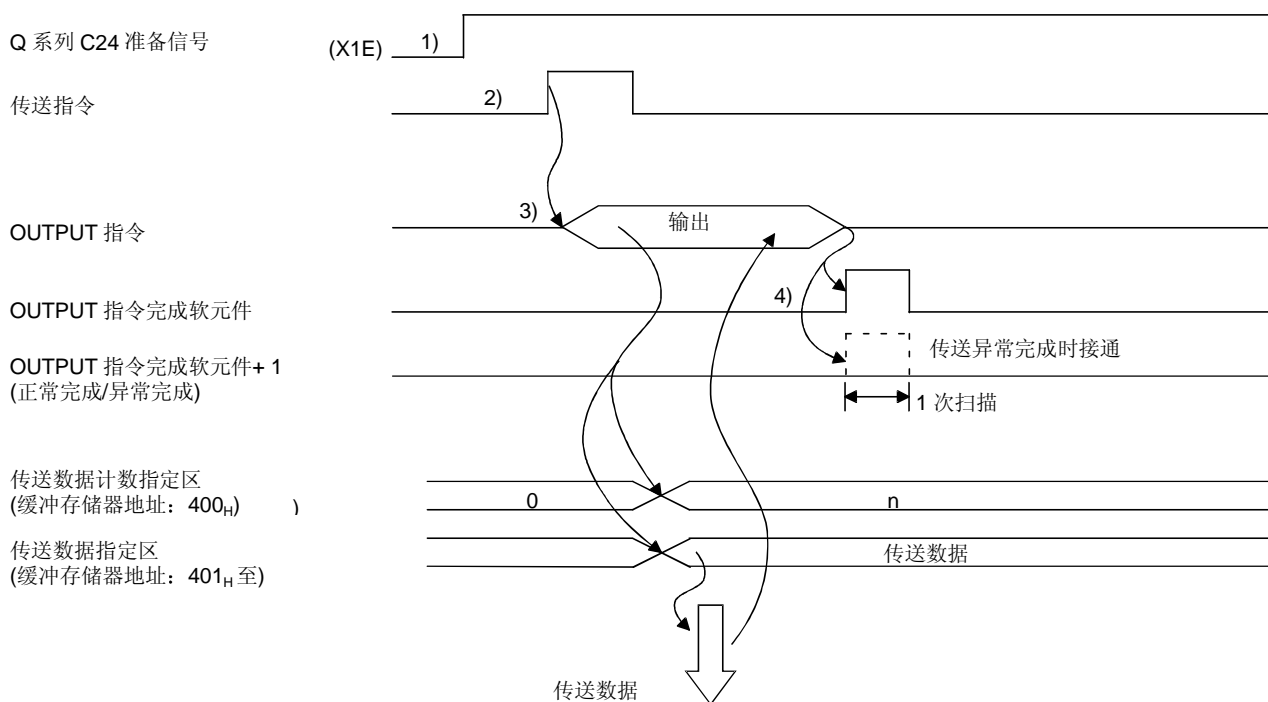 Q 系列 C24 准备信号 (X1E) 1)
传送指令 2)
OUTPUT 指令 3) 输出
OUTPUT 指令完成软元件 4)
OUTPUT 指令完成软元件+ 1
(正常完成/异常完成)
传送异常完成时接通
1 次扫描
传送数据计数指定区
(缓冲存储器地址：400H) ) 0 n
传送数据指定区
(缓冲存储器地址：401H 至)
传送数据
传送数据